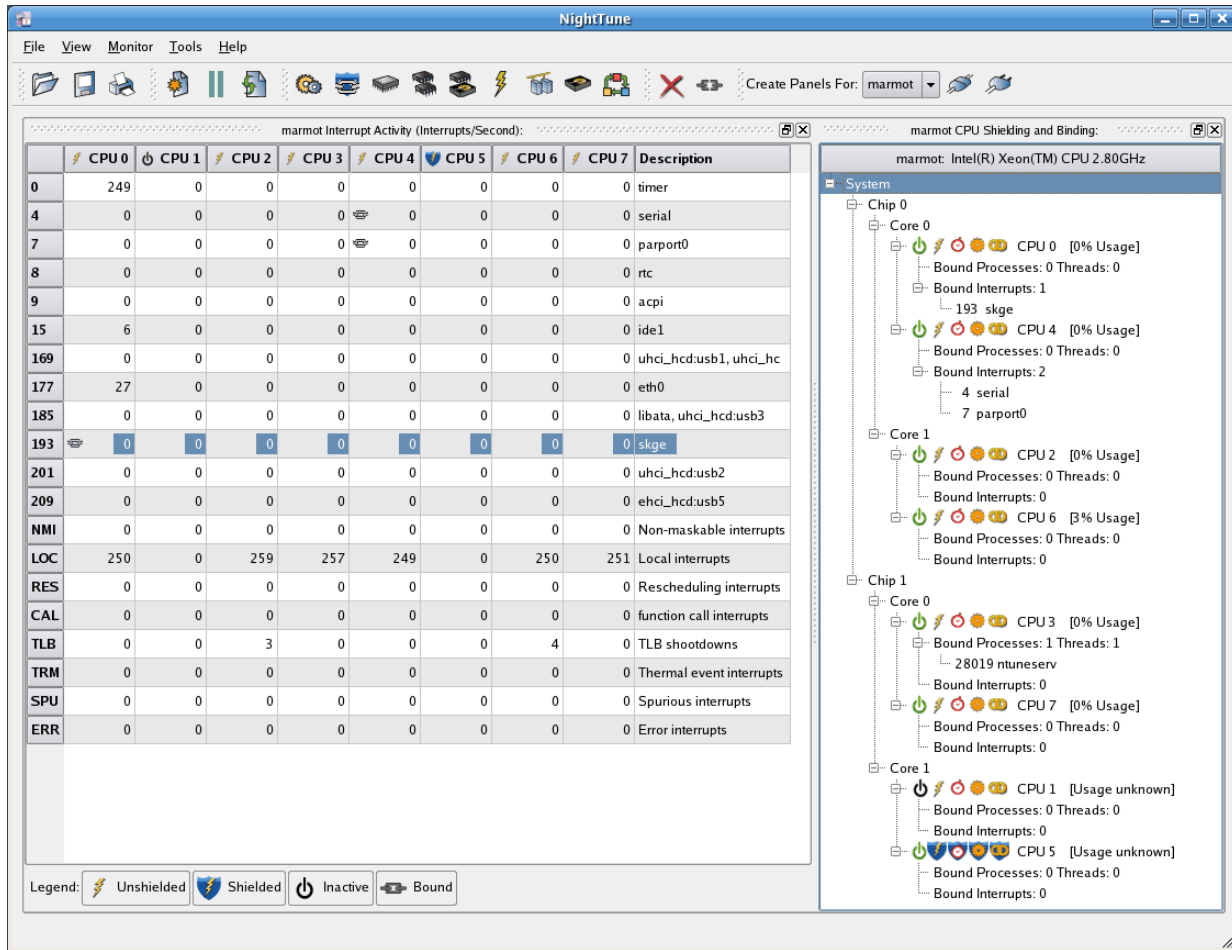 NightTune
File View Monitor Tools Help
Create Panels For: marmot
marmot Interrupt Activity (Interrupts/Second):
CPU 0 CPU 1 CPU 2 CPU 3 CPU 4 CPU 5 CPU 6 CPU 7 Description
0 249 0 0 0 0 0 0 0 timer
4 0 0 0 0 0 0 0 0 serial
7 0 0 0 0 0 0 0 0 parport0
8 0 0 0 0 0 0 0 0 rtc
9 0 0 0 0 0 0 0 0 acpi
15 6 0 0 0 0 0 0 0 ide1
169 0 0 0 0 0 0 0 0 uhci_hcd:usb1, uhci_hc
177 27 0 0 0 0 0 0 0 eth0
185 0 0 0 0 0 0 0 0 libata, uhci_hcd:usb3
193 0 0 0 0 0 0 0 0 skge
201 0 0 0 0 0 0 0 0 uhci_hcd:usb2
209 0 0 0 0 0 0 0 0 ehci_hcd:usb5
NMI 0 0 0 0 0 0 0 0 Non-maskable interrupts
LOC 250 0 259 257 249 0 250 251 Local interrupts
RES 0 0 0 0 0 0 0 0 Rescheduling interrupts
CAL 0 0 0 0 0 0 0 0 function call interrupts
TLB 0 0 3 0 0 0 4 0 TLB shootdowns
TRM 0 0 0 0 0 0 0 0 Thermal event interrupts
SPU 0 0 0 0 0 0 0 0 Spurious interrupts
ERR 0 0 0 0 0 0 0 0 Error interrupts
Legend: Unshielded Shielded Inactive Bound
marmot CPU Shielding and Binding:
marmot: Intel(R) Xeon(TM) CPU 2.80GHz
System
Chip 0
Core 0
CPU 0 [0% Usage]
Bound Processes: 0 Threads: 0
Bound Interrupts: 1
193 skge
CPU 4 [0% Usage]
Bound Processes: 0 Threads: 0
Bound Interrupts: 2
4 serial
7 parport0
Core 1
CPU 2 [0% Usage]
Bound Processes: 0 Threads: 0
Bound Interrupts: 0
CPU 6 [3% Usage]
Bound Processes: 0 Threads: 0
Bound Interrupts: 0
Chip 1
Core 0
CPU 3 [0% Usage]
Bound Processes: 1 Threads: 1
28019 ntuneserv
Bound Interrupts: 0
CPU 7 [0% Usage]
Bound Processes: 0 Threads: 0
Bound Interrupts: 0
Core 1
CPU 1 [Usage unknown]
Bound Processes: 0 Threads: 0
Bound Interrupts: 0
CPU 5 [Usage unknown]
Bound Processes: 0 Threads: 0
Bound Interrupts: 0